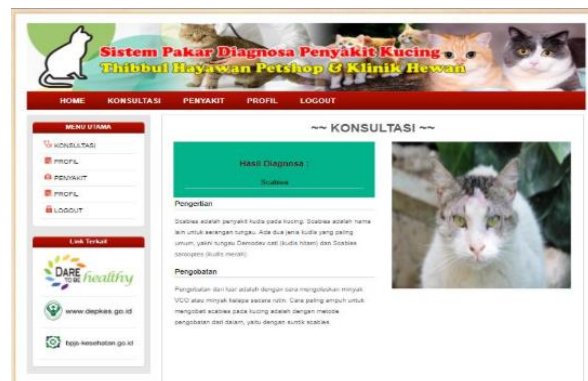 Sistem Pakar Diagnosa Penyakit Kucing
Thibbul Hayawan Petshop & Klinik Hewan
HOME KONSULTASI PENYAKIT PROFIL LOGOUT
MENU UTAMA
KONSULTASI
PROFIL
PENYAKIT
PROFIL
LOGOUT
Link Terkait
DARE TO BE healthy
www.depkes.go.id
bpjs-kesehatan.go.id
~~ KONSULTASI ~~
Hasil Diagnosa :
Scabies
Pengertian
Scabies adalah penyakit kudis pada kucing. Scabies adalah nama
lain untuk serangan tungau. Ada dua jenis kudis yang paling
umum, yakni tungau Demodex cati (kudis hitam) dan Scabies
sarcoptes (kudis merah).
Pengobatan
Pengobatan dari luar adalah dengan cara mengoleskan minyak
VCO atau minyak kelapa secara rutin. Cara paling ampuh untuk
mengobati scabies pada kucing adalah dengan metode
pengobatan dari dalam, yaitu dengan suntik scabies.